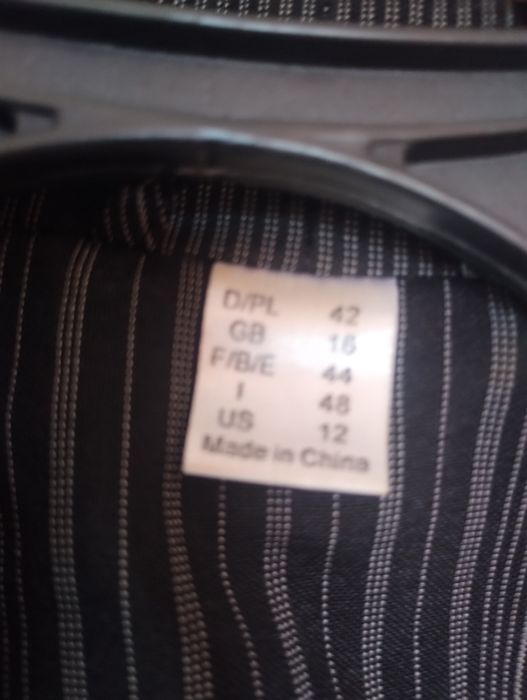 D/PL 42
GB 16
F/B/E 44
I 48
US 12
Made in China